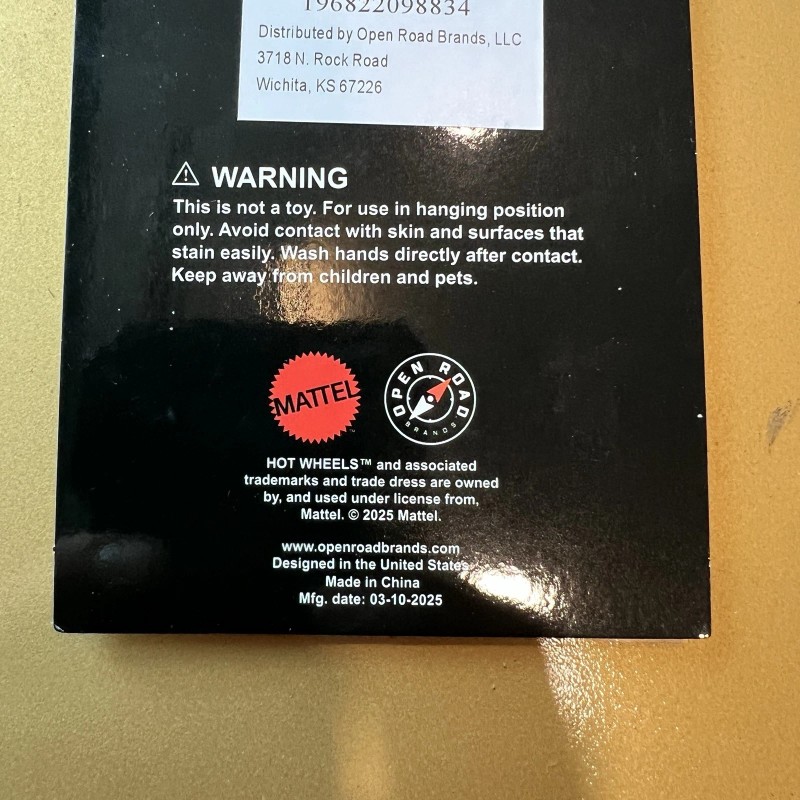 196822098834
Distributed by Open Road Brands, LLC
3718 N. Rock Road
Wichita, KS 67226
WARNING
This is not a toy. For use in hanging position
only. Avoid contact with skin and surfaces that
stain easily. Wash hands directly after contact.
Keep away from children and pets.
MATTEL
OPEN ROAD
BRANDS
HOT WHEELS™ and associated
trademarks and trade dress are owned
by, and used under license from,
Mattel. © 2025 Mattel.
www.openroadbrands.com
Designed in the United States
Made in China
Mfg. date: 03-10-2025